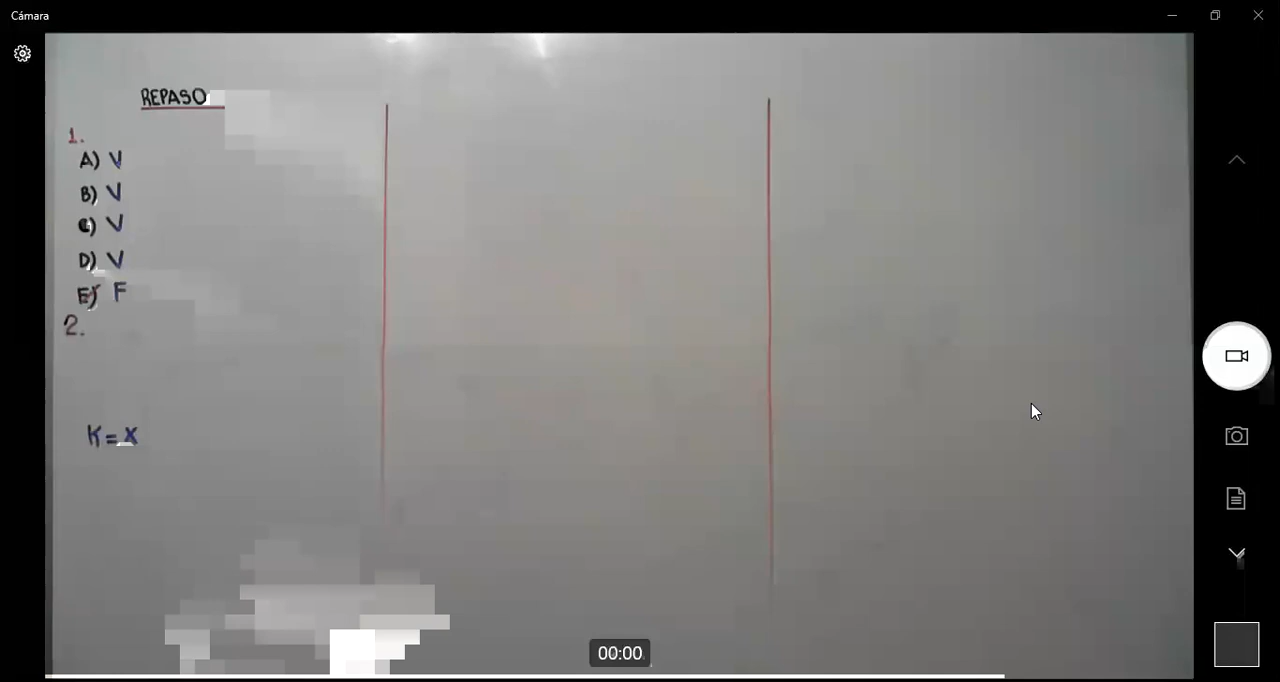 Cámara
REPASO
1.
A) V
B) V
C) V
D) V
E) F
2.
K = X
00:00